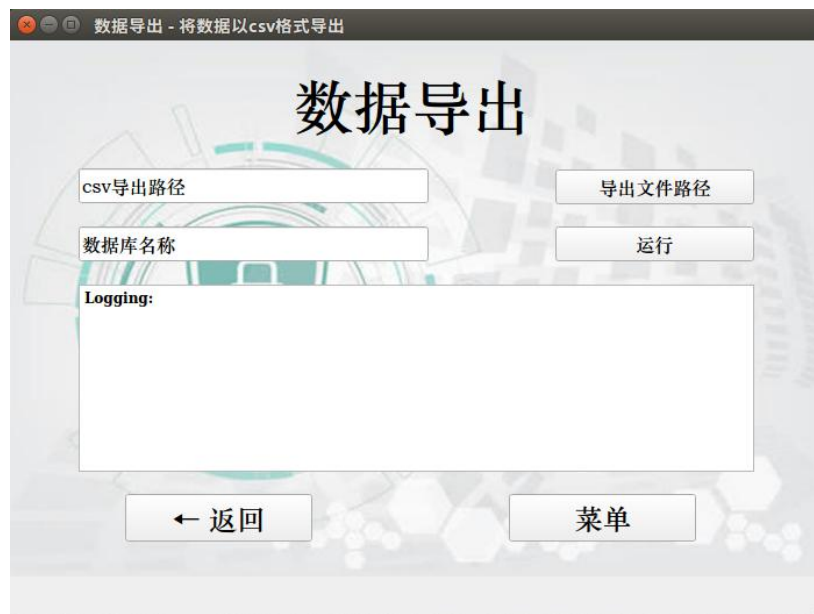 数据导出 - 将数据以csv格式导出
数据导出
csv导出路径
导出文件路径
数据库名称
运行
Logging:
← 返回
菜单